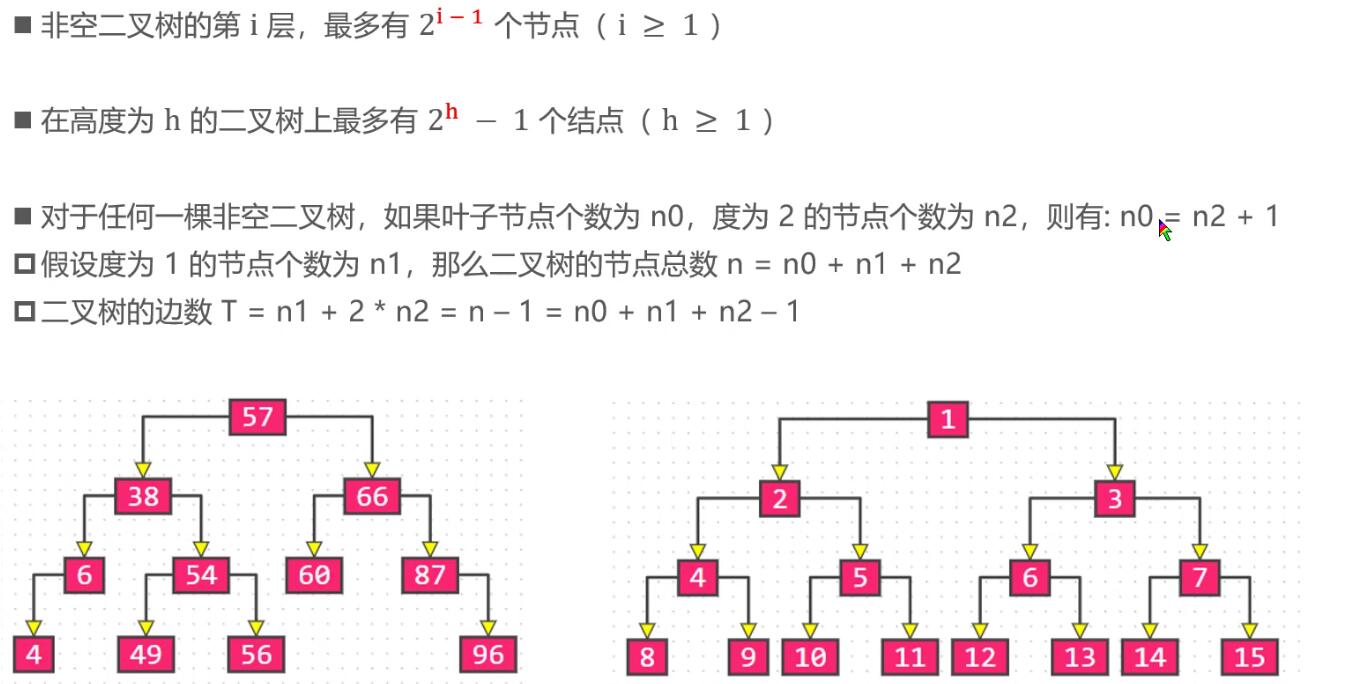 ■ 非空二叉树的第 i 层，最多有 2^{i − 1} 个节点（ i ≥ 1 ）
■ 在高度为 h 的二叉树上最多有 2^h − 1 个结点（ h ≥ 1 ）
■ 对于任何一棵非空二叉树，如果叶子节点个数为 n0，度为 2 的节点个数为 n2，则有: n0 = n2 + 1
假设度为 1 的节点个数为 n1，那么二叉树的节点总数 n = n0 + n1 + n2
二叉树的边数 T = n1 + 2 * n2 = n – 1 = n0 + n1 + n2 – 1
57
38 66
6 54 60 87
4 49 56 96
1
2 3
4 5 6 7
8 9 10 11 12 13 14 15